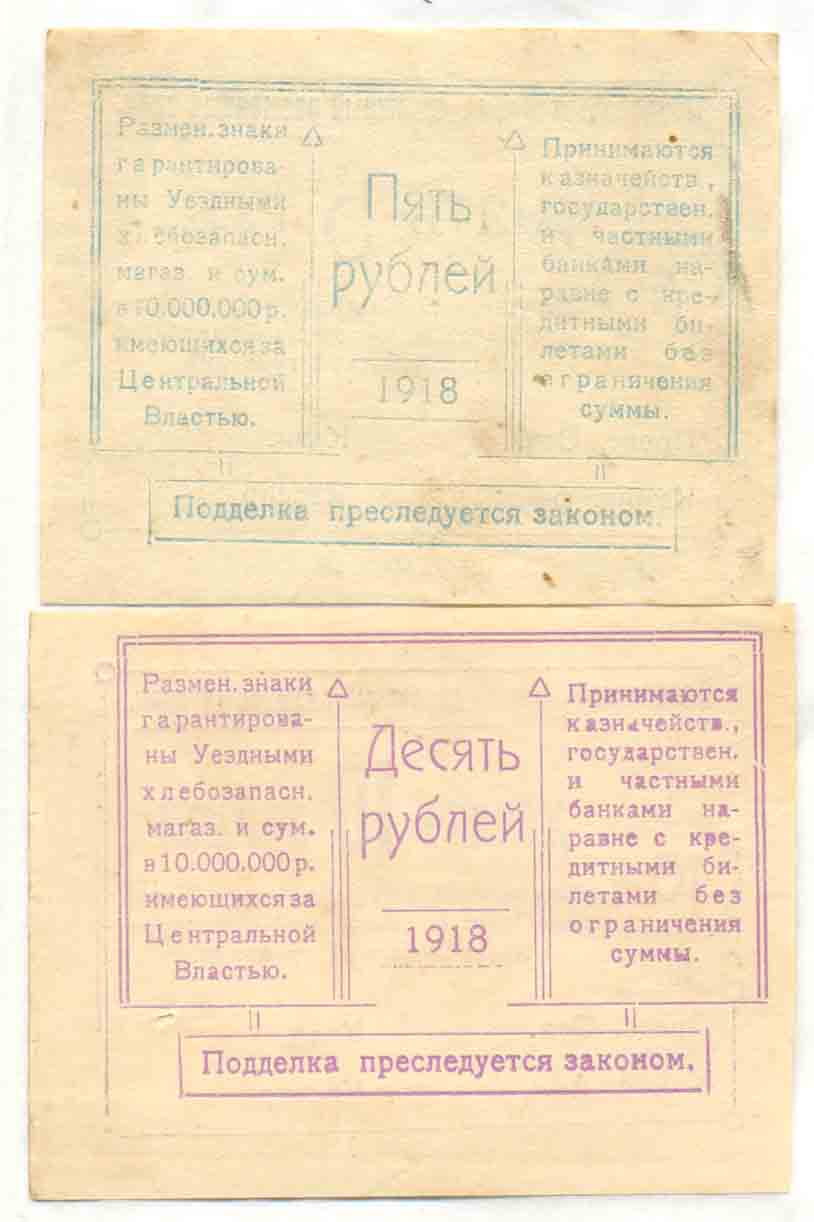 Размен. знаки
гарантирова-
ны Уездными
хлебозапасн.
магаз. и сум.
в 10.000.000 р.
имеющихся за
Центральной
Властью.
Пять
рублей
1918
Принимаются
казначейств.,
государствен.
и частными
банками на-
равне с кре-
дитными би-
летами без
ограничения
суммы.
Подделка преследуется законом.
Размен. знаки
гарантирова-
ны Уездными
хлебозапасн.
магаз. и сум.
в 10.000.000 р.
имеющихся за
Центральной
Властью.
Десять
рублей
1918
Принимаются
казначейств.,
государствен.
и частными
банками на-
равне с кре-
дитными би-
летами без
ограничения
суммы.
Подделка преследуется законом.